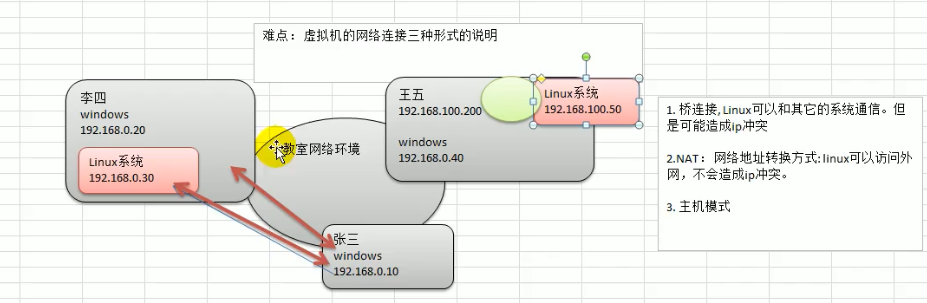 难点：虚拟机的网络连接三种形式的说明
李四
windows
192.168.0.20
Linux系统
192.168.0.30
教室网络环境
王五
192.168.100.200
windows
192.168.0.40
Linux系统
192.168.100.50
张三
windows
192.168.0.10
1. 桥连接, Linux可以和其它的系统通信。但
是可能造成ip冲突
2.NAT：网络地址转换方式: linux可以访问外
网，不会造成ip冲突。
3. 主机模式